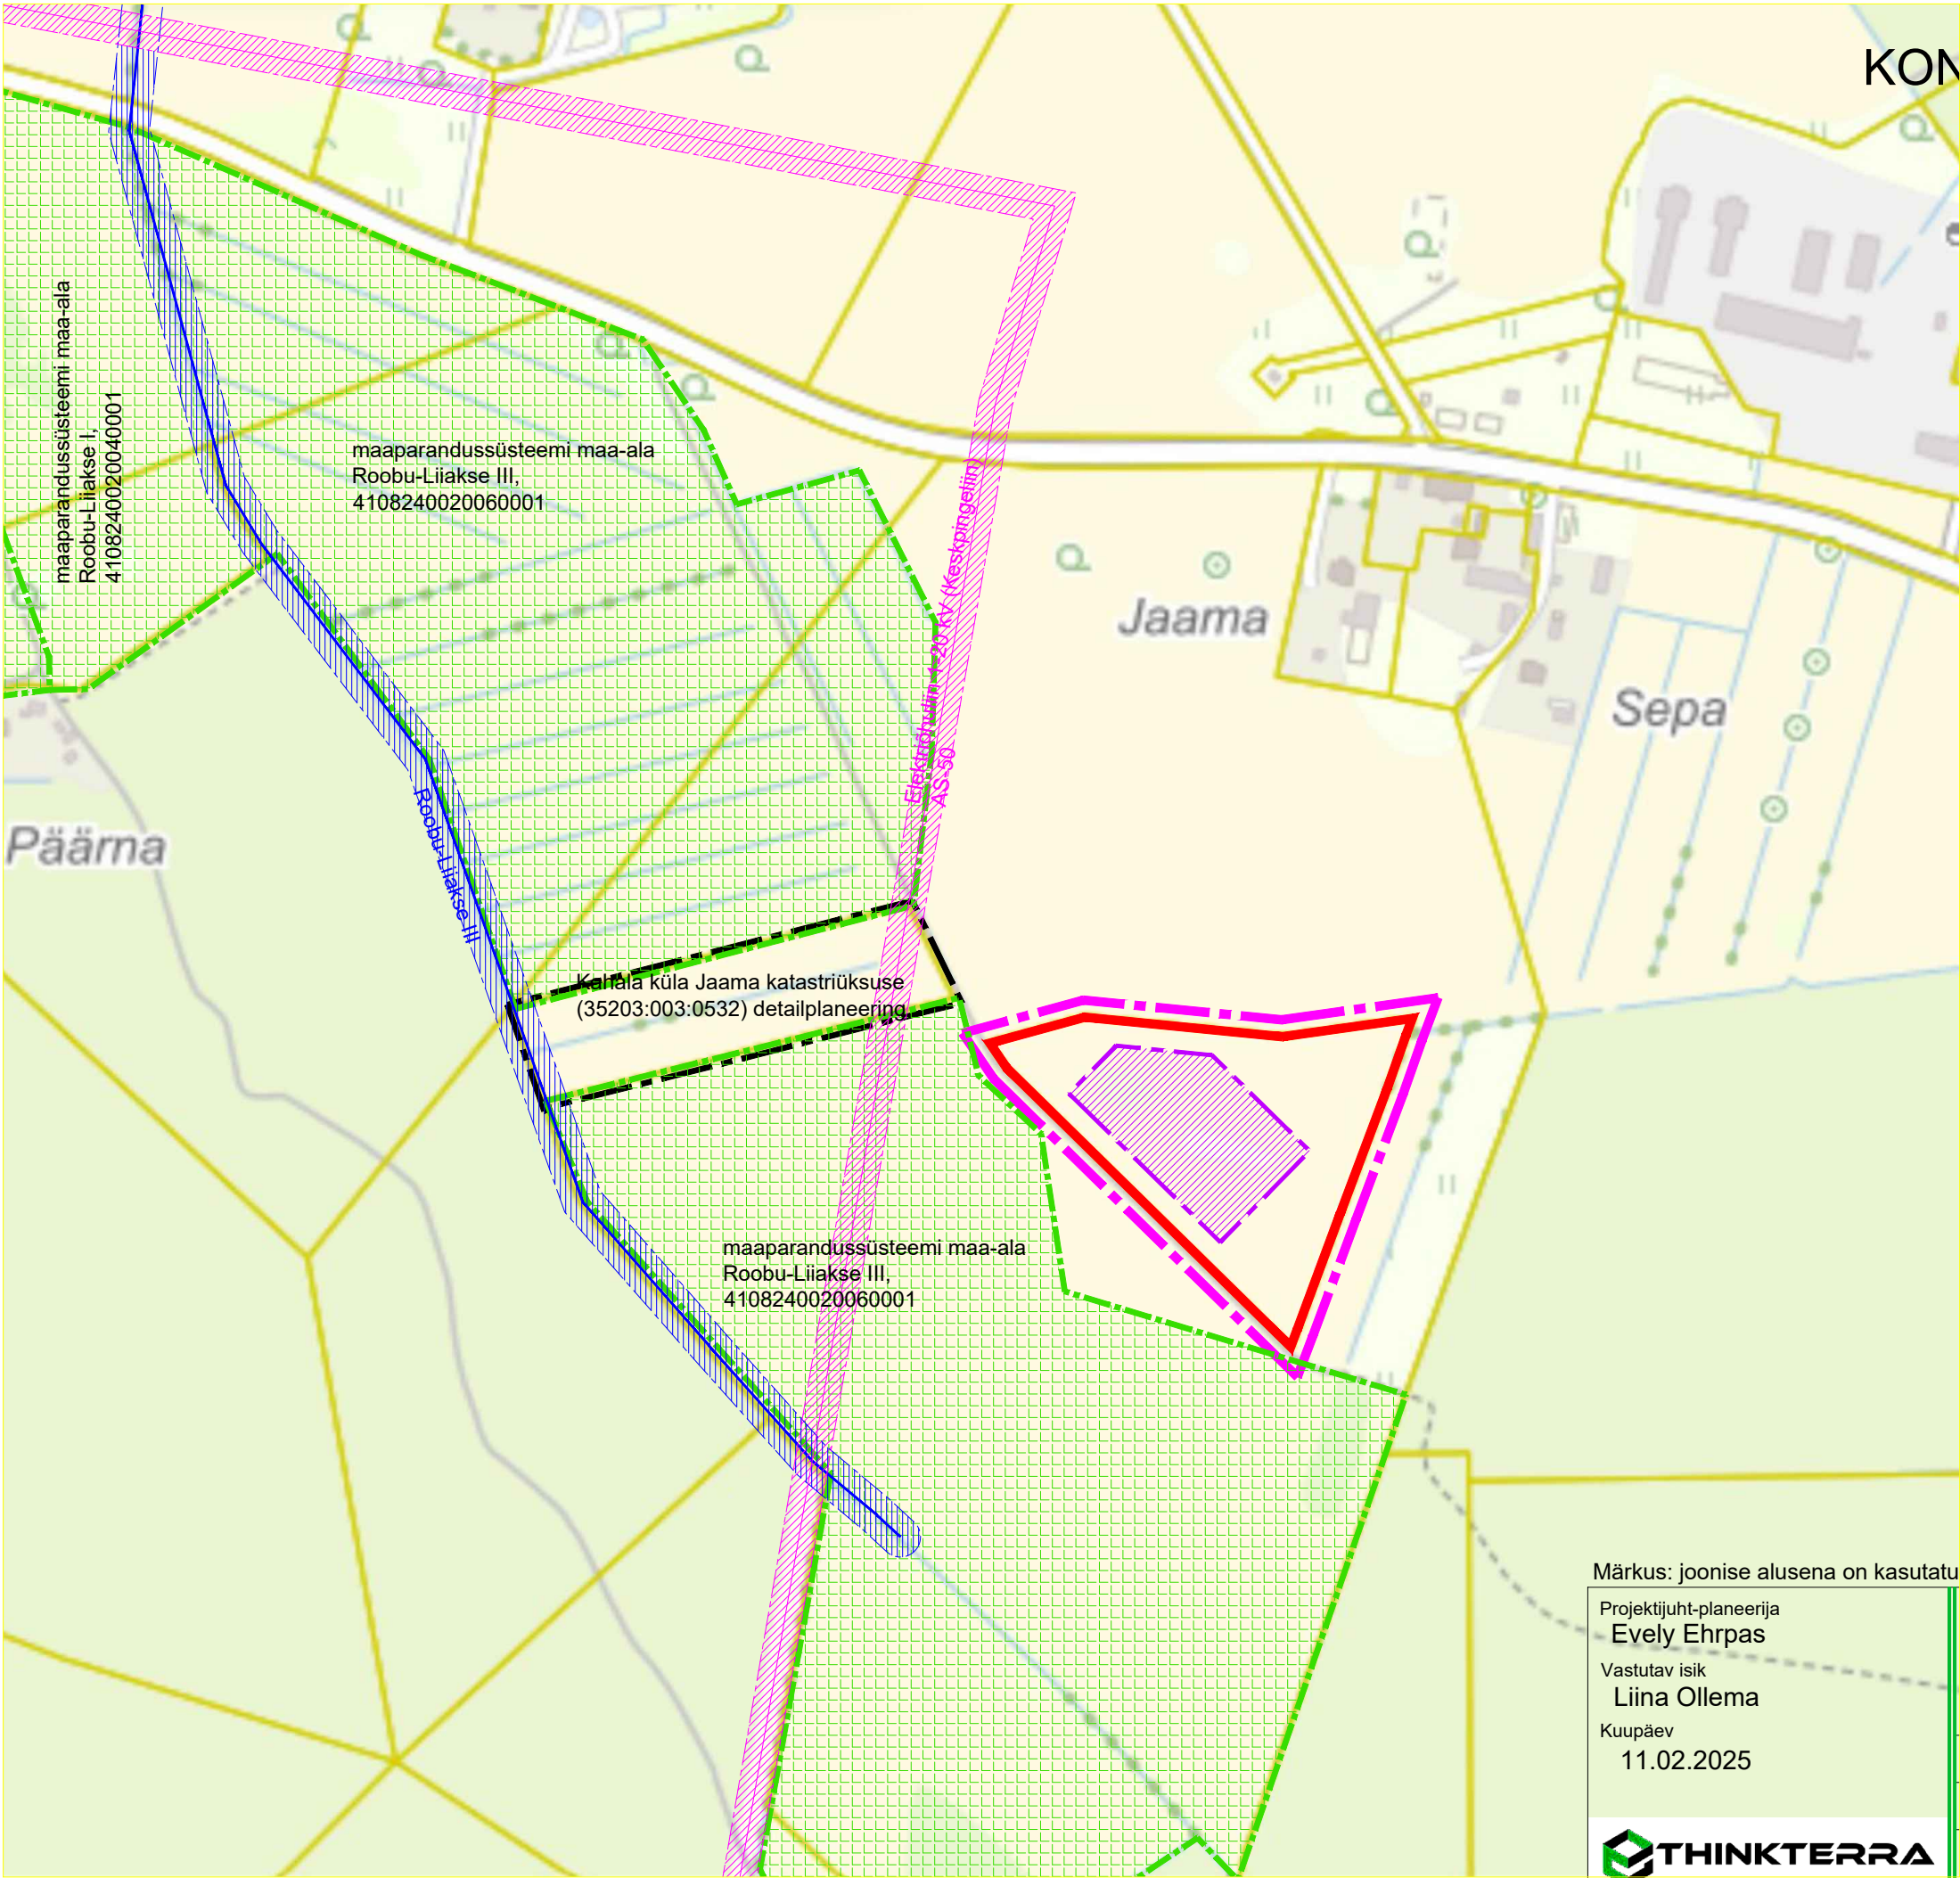 KON
maaparandussüsteemi maa-ala
Roobu-Liiakse I,
4108240020040001
maaparandussüsteemi maa-ala
Roobu-Liiakse III,
4108240020060001
Elektriõhuliin 1-20 kV (Keskpingeliin)
AS-50
Jaama
Sepa
Päärna
Roobu-Liiakse III
Kahala küla Jaama katastriüksuse
(35203:003:0532) detailplaneering
maaparandussüsteemi maa-ala
Roobu-Liiakse III,
4108240020060001
Märkus: joonise alusena on kasutatu
Projektijuht-planeerija
Evely Ehrpas
Vastutav isik
Liina Ollema
Kuupäev
11.02.2025
THINKTERRA